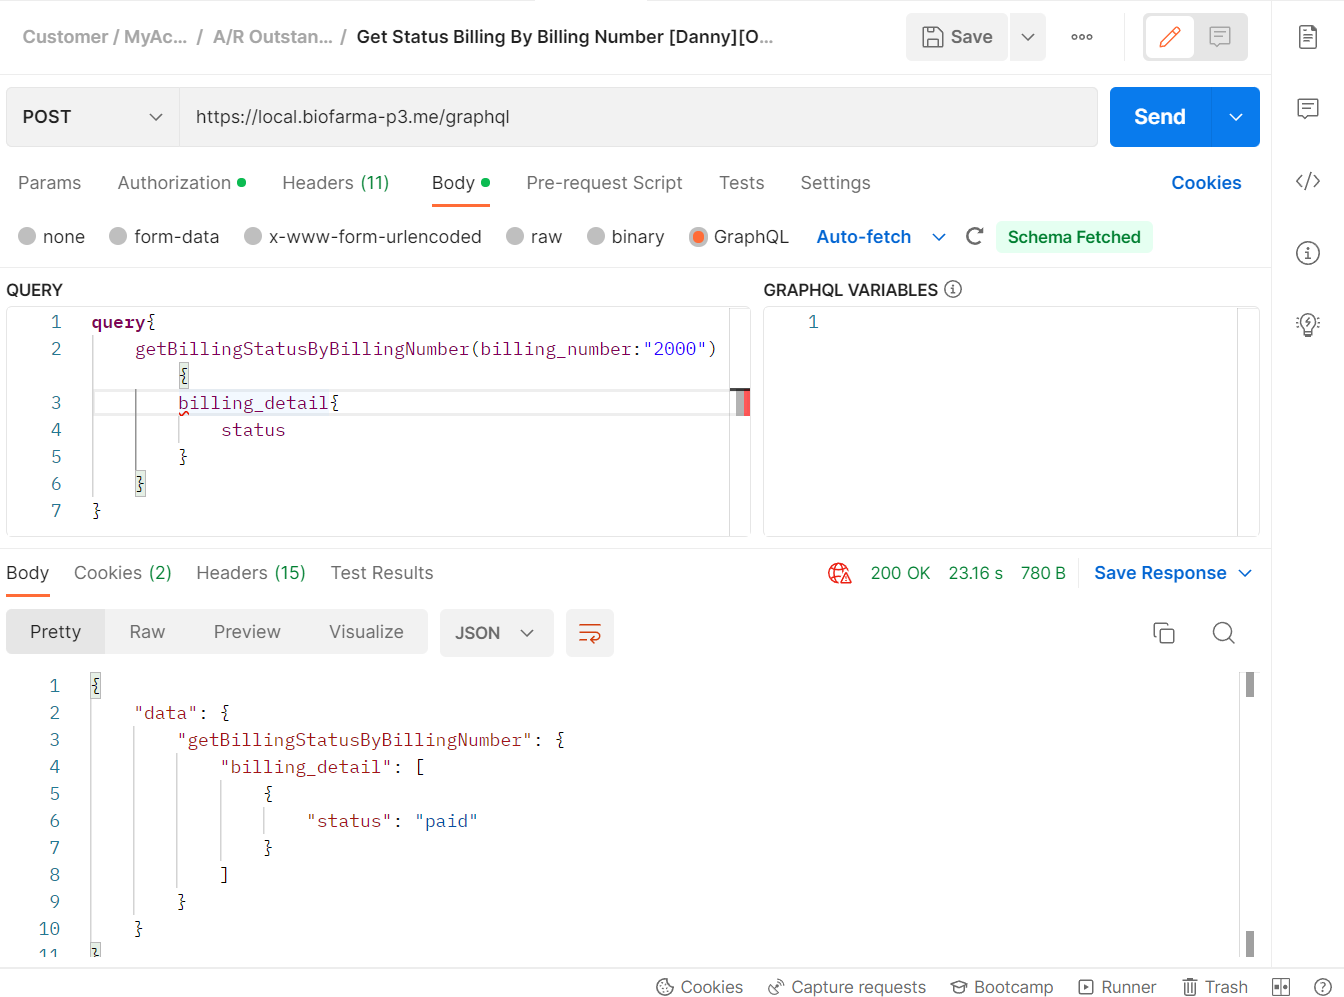 Customer / MyAc... / A/R Outstan... / Get Status Billing By Billing Number [Danny][O...
Save
POST
https://local.biofarma-p3.me/graphql
Send
Params Authorization Headers (11) Body Pre-request Script Tests Settings Cookies
none form-data x-www-form-urlencoded raw binary GraphQL Auto-fetch Schema Fetched
QUERY
1 query{
2 getBillingStatusByBillingNumber(billing_number:"2000")
{
3 billing_detail{
4 status
5 }
6 }
7 }
GRAPHQL VARIABLES
1
Body Cookies (2) Headers (15) Test Results 200 OK 23.16 s 780 B Save Response
Pretty Raw Preview Visualize JSON
1 {
2 "data": {
3 "getBillingStatusByBillingNumber": {
4 "billing_detail": [
5 {
6 "status": "paid"
7 }
8 ]
9 }
10 }
11 }
Cookies Capture requests Bootcamp Runner Trash